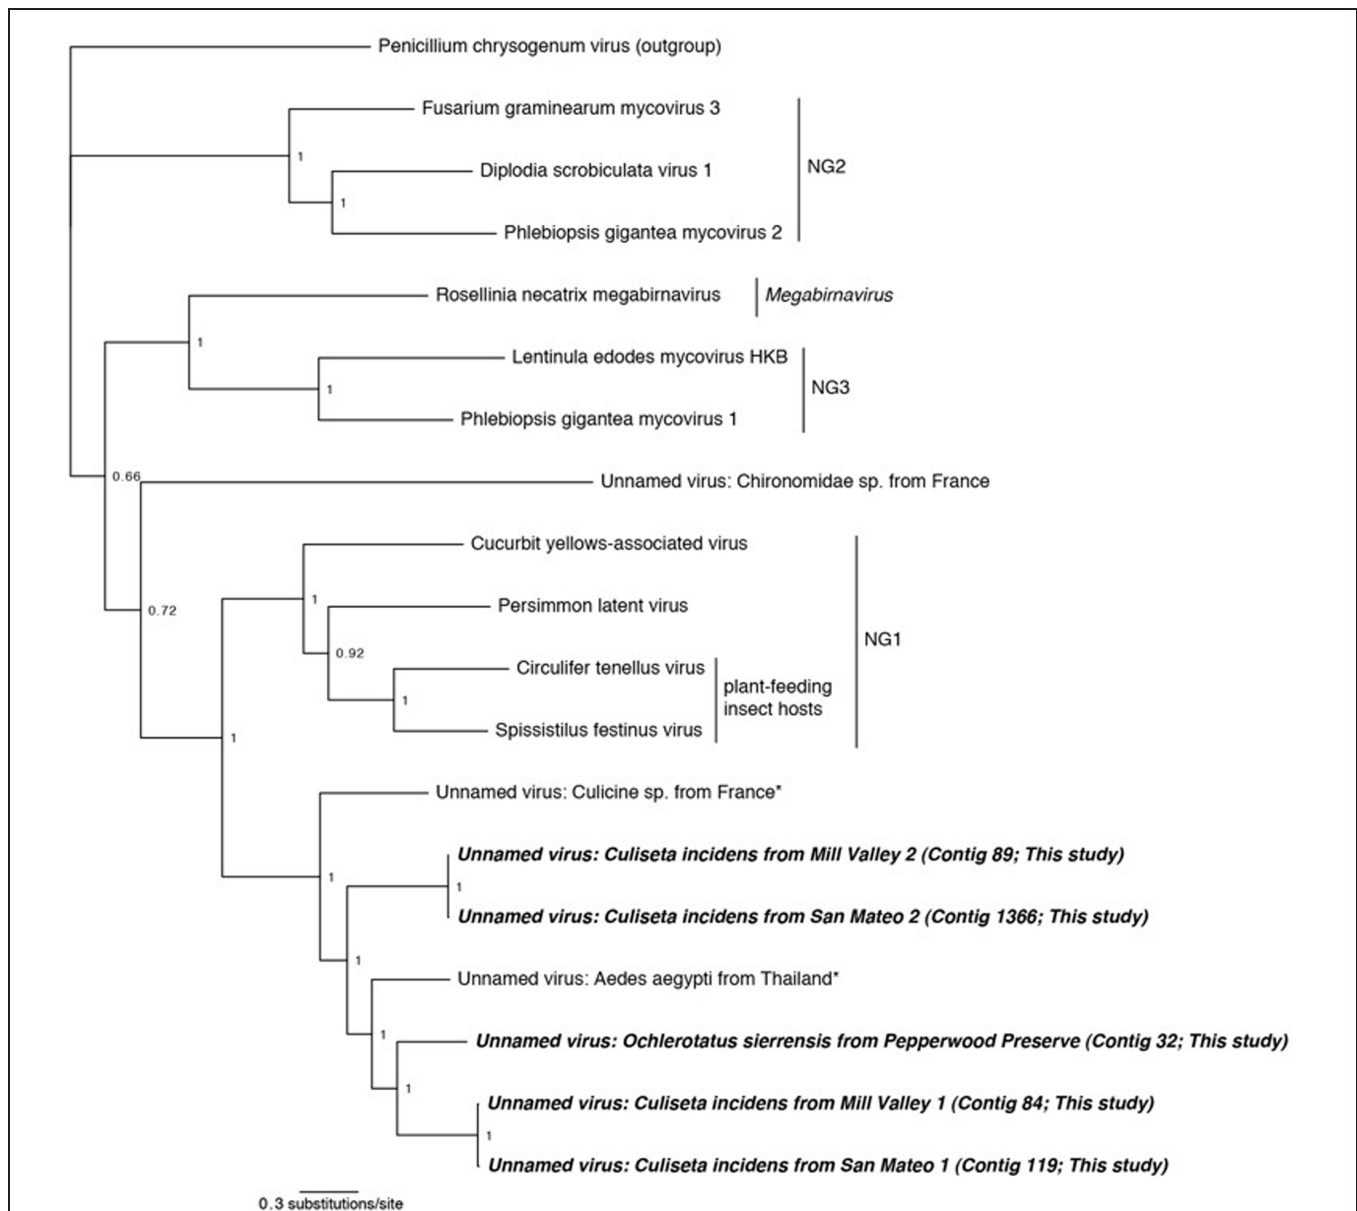 Penicillium chrysogenum virus (outgroup)
Fusarium graminearum mycovirus 3
1
Diplodia scrobiculata virus 1
NG2
1
Phlebiopsis gigantea mycovirus 2
Rosellinia necatrix megabirnavirus
Megabirnavirus
1
Lentinula edodes mycovirus HKB
1
NG3
Phlebiopsis gigantea mycovirus 1
0.66
Unnamed virus: Chironomidae sp. from France
Cucurbit yellows-associated virus
1
Persimmon latent virus
0.72
NG1
0.92
Circulifer tenellus virus
plant-feeding
insect hosts
1
Spissistilus festinus virus
1
Unnamed virus: Culicine sp. from France*
Unnamed virus: Culiseta incidens from Mill Valley 2 (Contig 89; This study)
1
1
Unnamed virus: Culiseta incidens from San Mateo 2 (Contig 1366; This study)
1
Unnamed virus: Aedes aegypti from Thailand*
1
Unnamed virus: Ochlerotatus sierrensis from Pepperwood Preserve (Contig 32; This study)
1
Unnamed virus: Culiseta incidens from Mill Valley 1 (Contig 84; This study)
1
Unnamed virus: Culiseta incidens from San Mateo 1 (Contig 119; This study)
0.3 substitutions/site